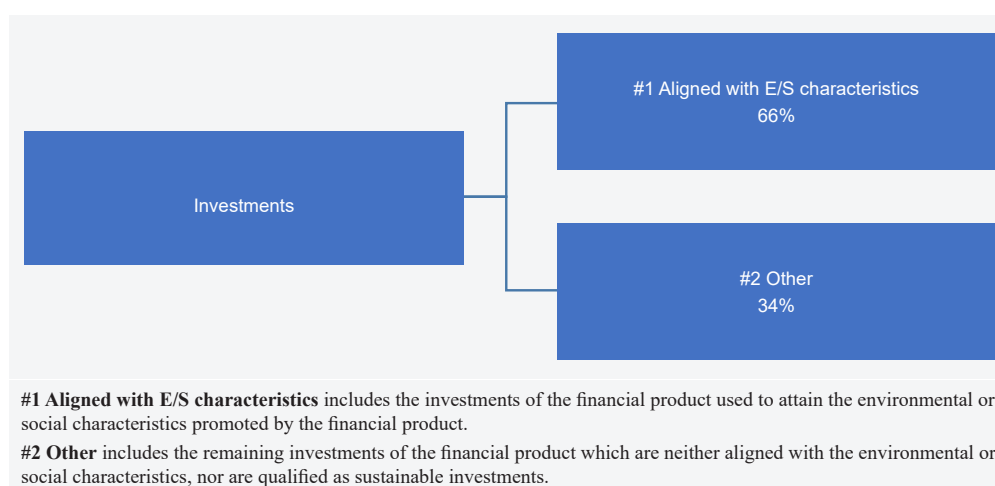 #1 Aligned with E/S characteristics
66%
Investments
#2 Other
34%
#1 Aligned with E/S characteristics includes the investments of the financial product used to attain the environmental or
social characteristics promoted by the financial product.
#2 Other includes the remaining investments of the financial product which are neither aligned with the environmental or
social characteristics, nor are qualified as sustainable investments.